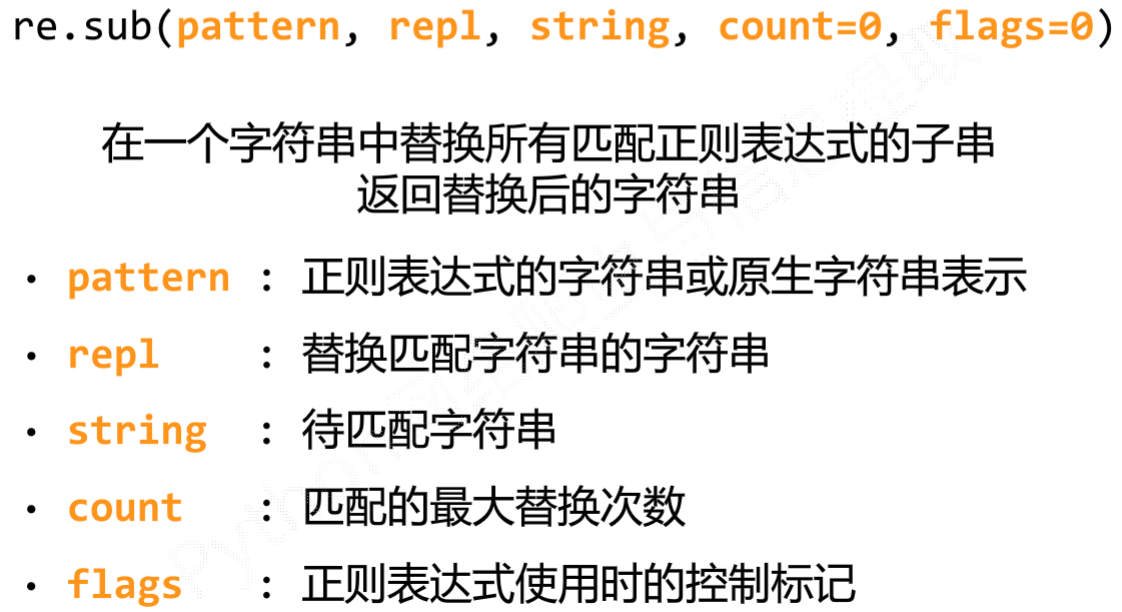 re.sub(pattern, repl, string, count=0, flags=0)
在一个字符串中替换所有匹配正则表达式的子串
返回替换后的字符串
· pattern : 正则表达式的字符串或原生字符串表示
· repl : 替换匹配字符串的字符串
· string : 待匹配字符串
· count : 匹配的最大替换次数
· flags : 正则表达式使用时的控制标记